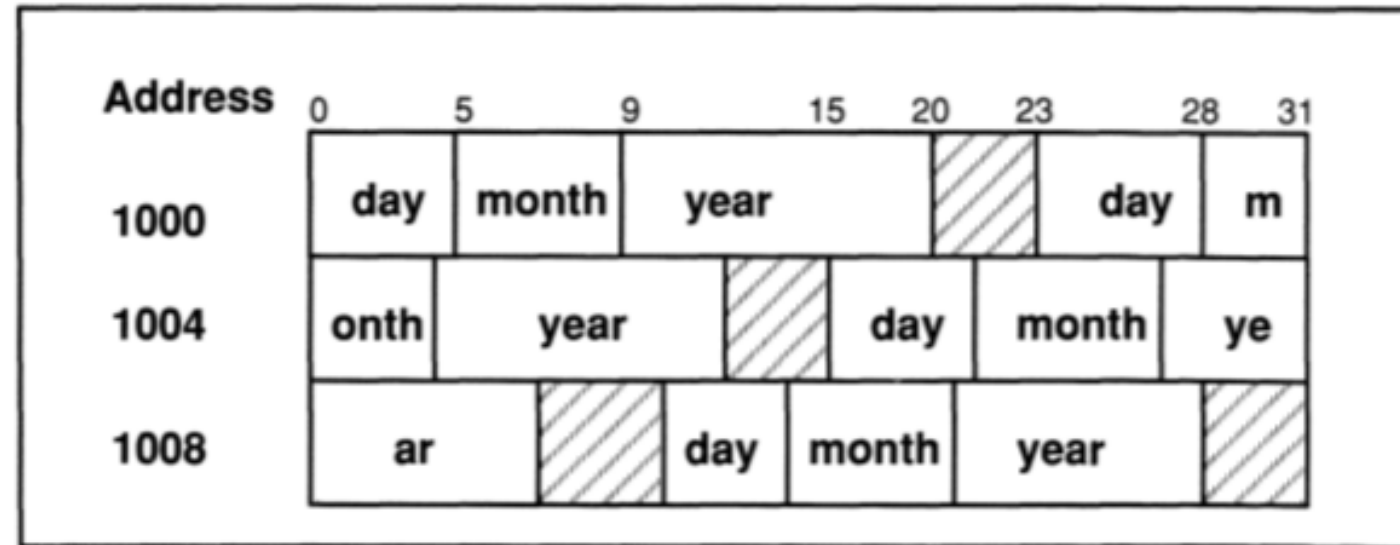 Address 0 5 9 15 20 23 28 31
1000 day month year day m
1004 onth year day month ye
1008 ar day month year